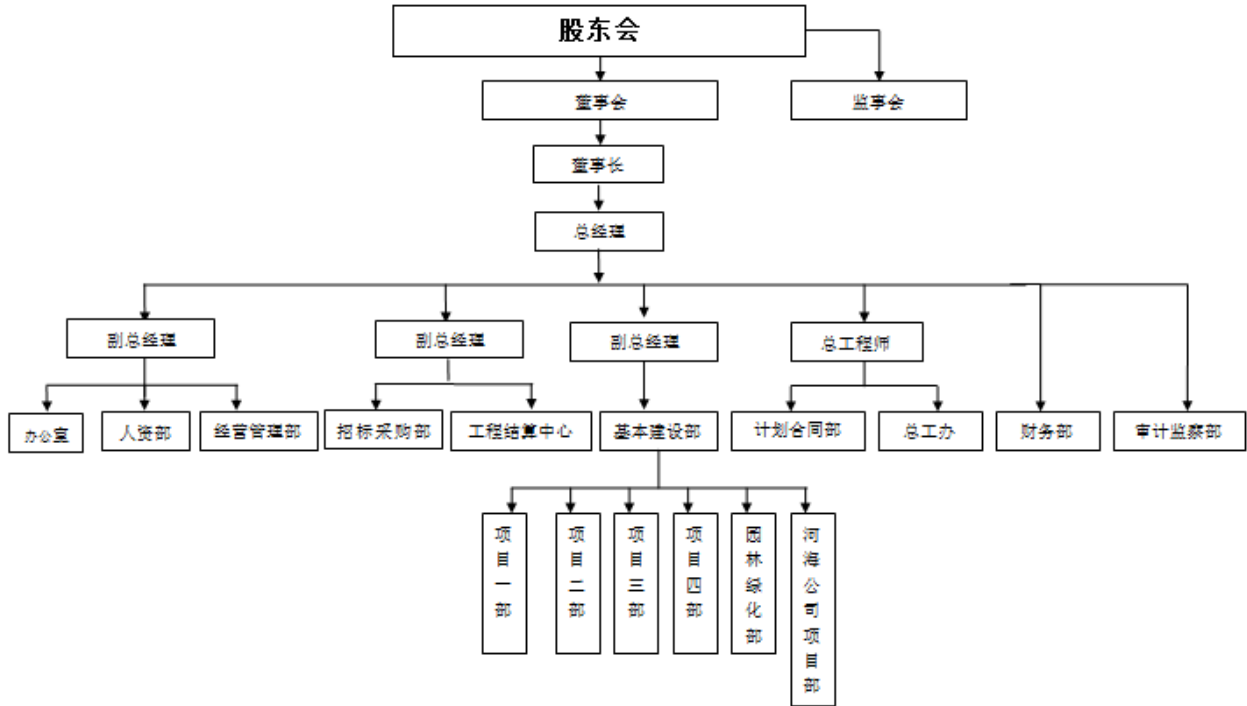 股东会
董事会
监事会
董事长
总经理
副总经理
副总经理
副总经理
总工程师
办公室
人资部
经营管理部
招标采购部
工程结算中心
基本建设部
计划合同部
总工办
财务部
审计监察部
项目一部
项目二部
项目三部
项目四部
园林绿化部
河海公司项目部